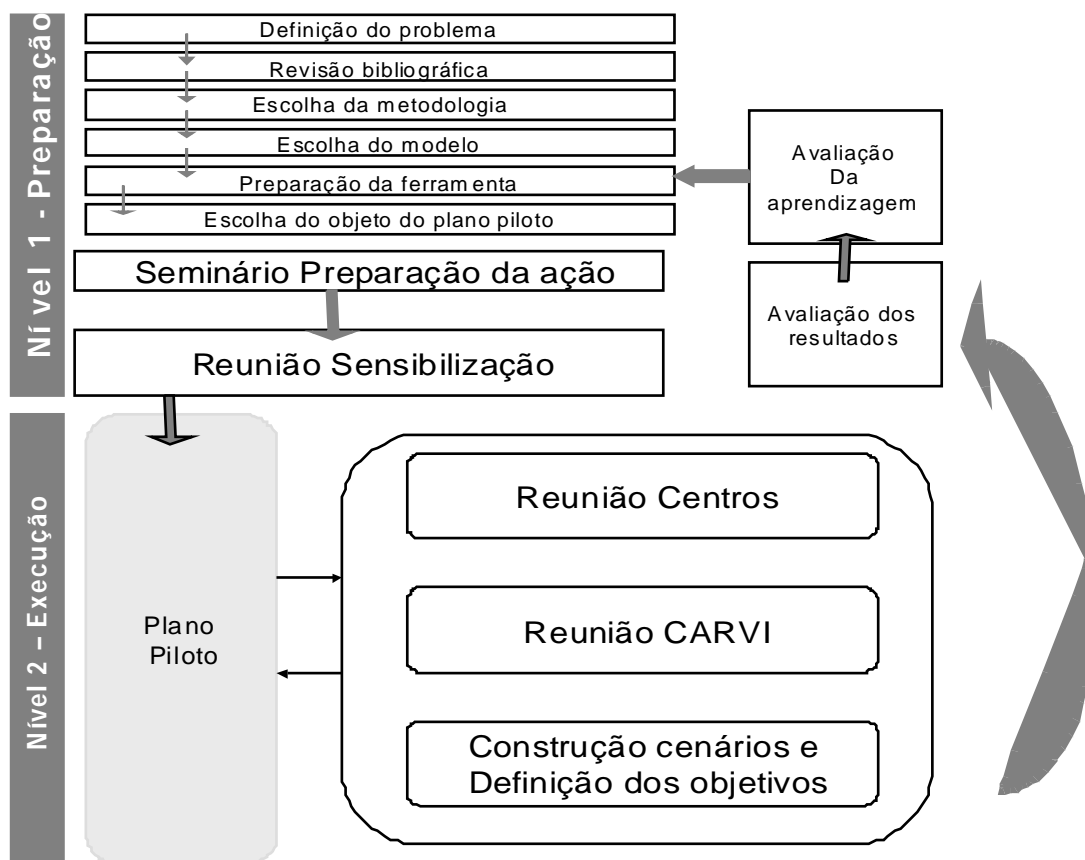 Nível 1 - Preparação
Definição do problema
Revisão bibliográfica
Escolha da metodologia
Escolha do modelo
Preparação da ferramenta
Escolha do objeto do plano piloto
Seminário Preparação da ação
Reunião Sensibilização
Avaliação
Da
aprendizagem
Avaliação dos
resultados
Nível 2 – Execução
Plano
Piloto
Reunião Centros
Reunião CARVI
Construção cenários e
Definição dos objetivos